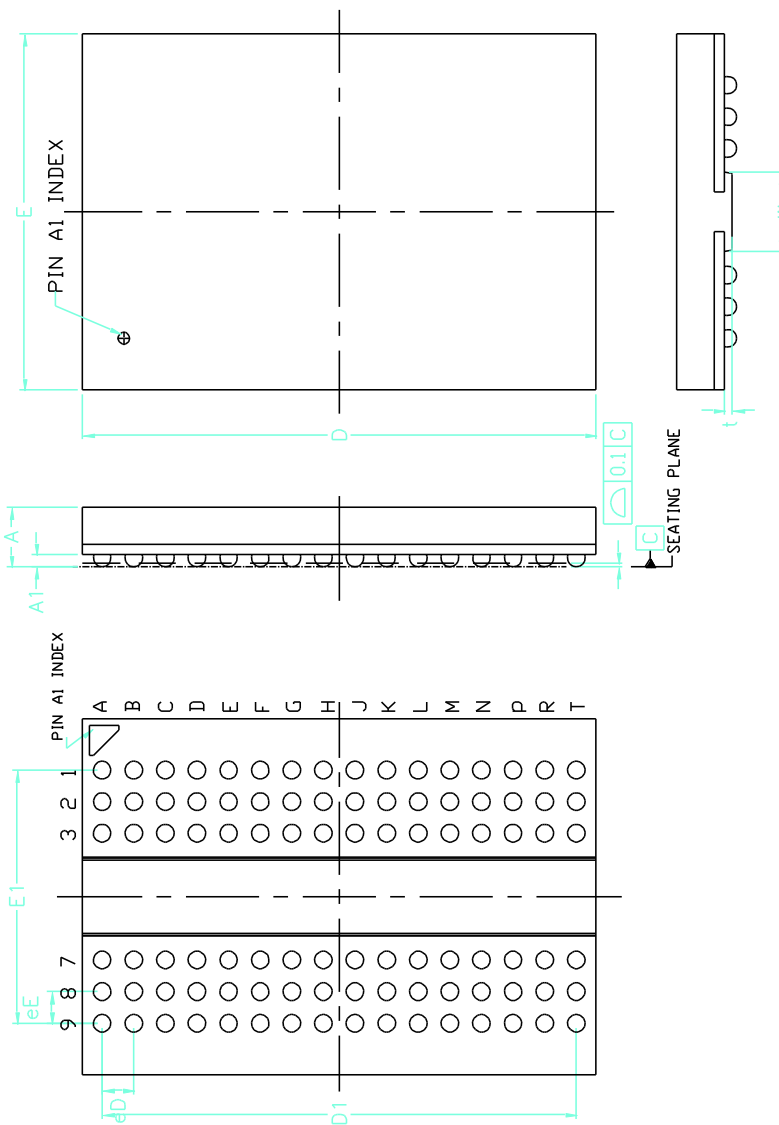 E
PIN A1 INDEX
D
t
A
A1
0.1 C
C
SEATING PLANE
PIN A1 INDEX
A B C D E F G H J K L M N P R T
1
2
3
7
8
9
E1
eE
eD1
D1